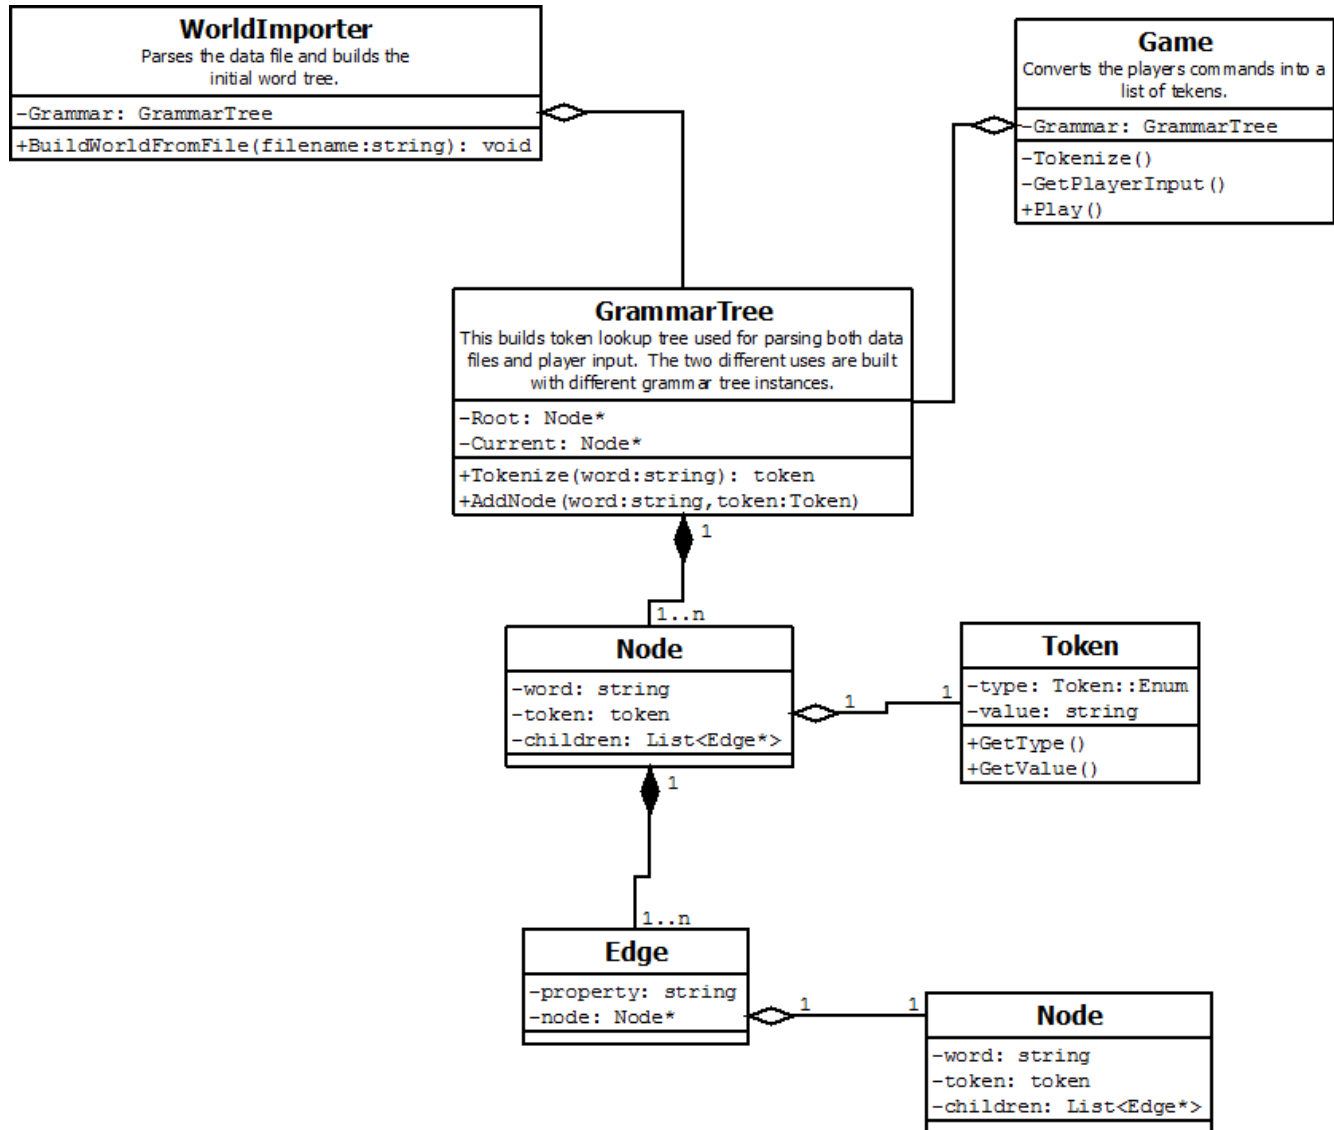 WorldImporter
Parses the data file and builds the
initial word tree.
-Grammar: GrammarTree
+BuildWorldFromFile(filename:string): void
Game
Converts the players commands into a
list of tekens.
-Grammar: GrammarTree
-Tokenize()
-GetPlayerInput()
+Play()
GrammarTree
This builds token lookup tree used for parsing both data
files and player input. The two different uses are built
with different grammar tree instances.
-Root: Node*
-Current: Node*
+Tokenize(word:string): token
+AddNode(word:string,token:Token)
1
1..n
Node
-word: string
-token: token
-children: List<Edge*>
1
1
Token
-type: Token::Enum
-value: string
+GetType()
+GetValue()
1
1..n
Edge
-property: string
-node: Node*
1
1
Node
-word: string
-token: token
-children: List<Edge*>